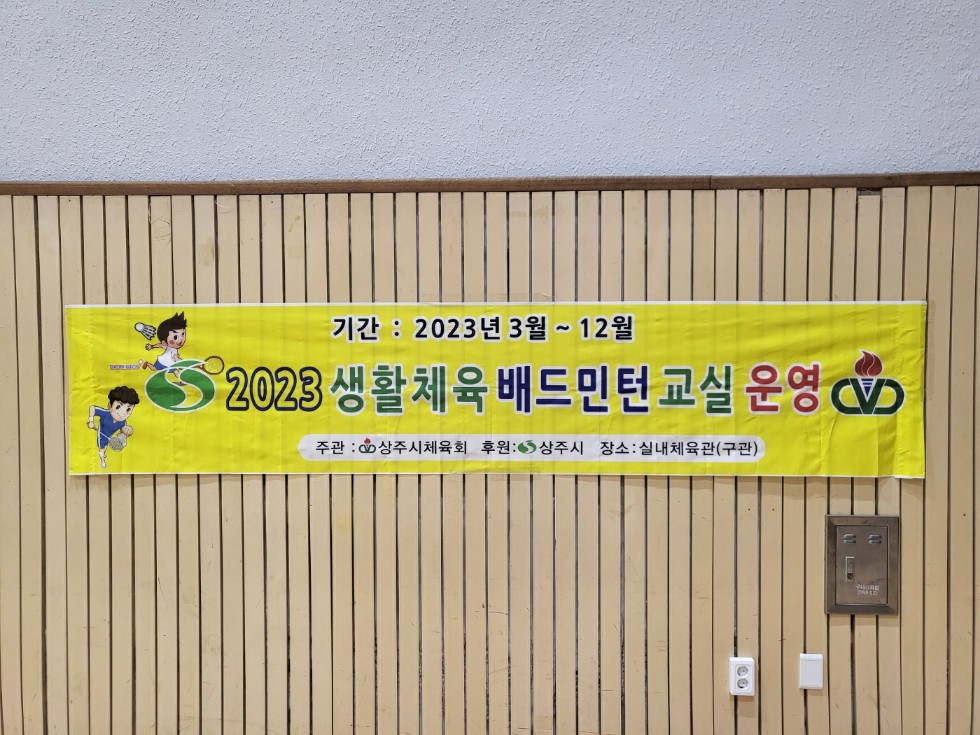 기간 : 2023년 3월 ~ 12월
2023 생활체육 배드민턴 교실 운영
주관 : 상주시체육회 후원: 상주시 장소: 실내체육관(구관)